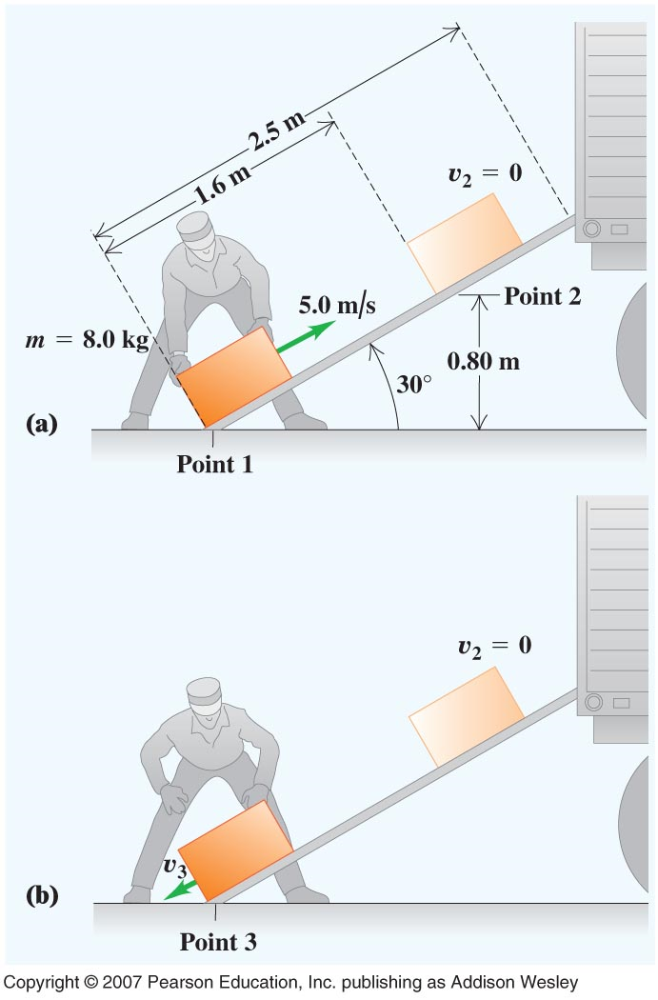 2.5 m
1.6 m
v₂ = 0
5.0 m/s
Point 2
m = 8.0 kg
0.80 m
30°
(a)
Point 1
v₂ = 0
v₃
(b)
Point 3
Copyright © 2007 Pearson Education, Inc. publishing as Addison Wesley